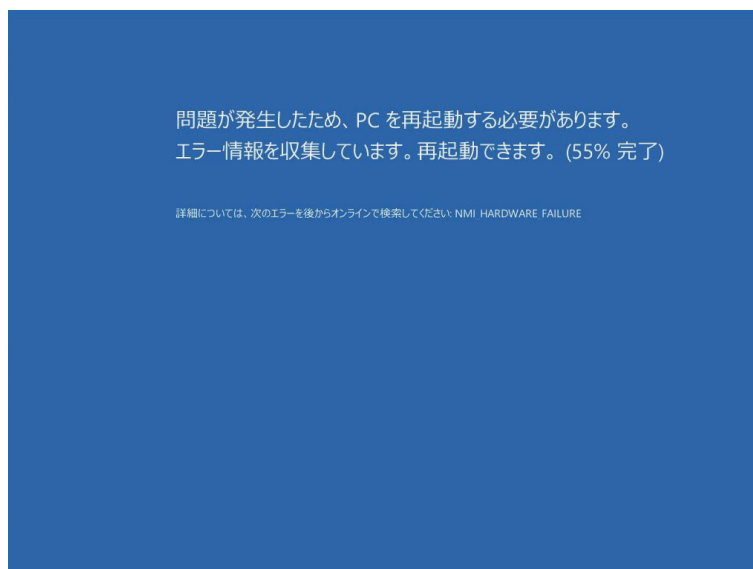 問題が発生したため、PC を再起動する必要があります。
エラー情報を収集しています。再起動できます。 (55% 完了)
詳細については、次のエラーを後からオンラインで検索してください: NMI HARDWARE FAILURE